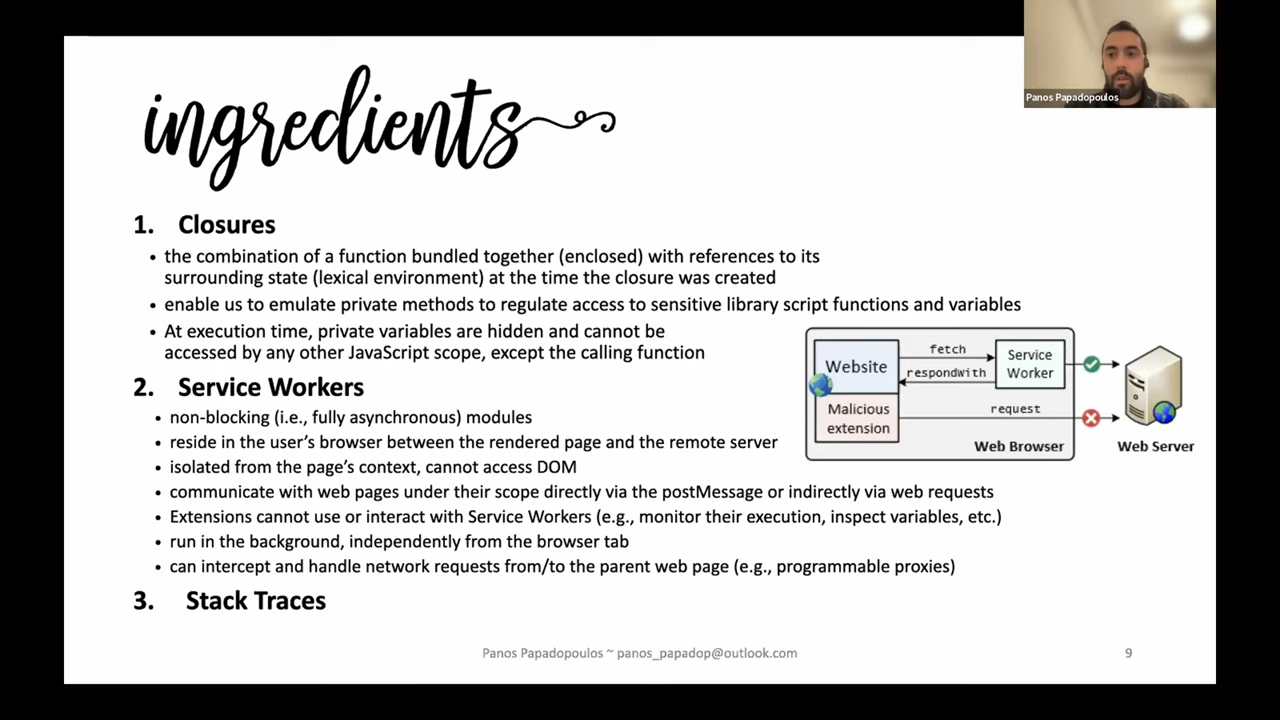 Panos Papadopoulos
ingredients
1. Closures
• the combination of a function bundled together (enclosed) with references to its
surrounding state (lexical environment) at the time the closure was created
• enable us to emulate private methods to regulate access to sensitive library script functions and variables
• At execution time, private variables are hidden and cannot be
accessed by any other JavaScript scope, except the calling function
2. Service Workers
• non-blocking (i.e., fully asynchronous) modules
• reside in the user's browser between the rendered page and the remote server
• isolated from the page's context, cannot access DOM
• communicate with web pages under their scope directly via the postMessage or indirectly via web requests
• Extensions cannot use or interact with Service Workers (e.g., monitor their execution, inspect variables, etc.)
• run in the background, independently from the browser tab
• can intercept and handle network requests from/to the parent web page (e.g., programmable proxies)
3. Stack Traces
Website
fetch
respondwith
Service
Worker
Malicious
extension
request
Web Browser
Web Server
Panos Papadopoulos ~ panos_papadop@outlook.com
9